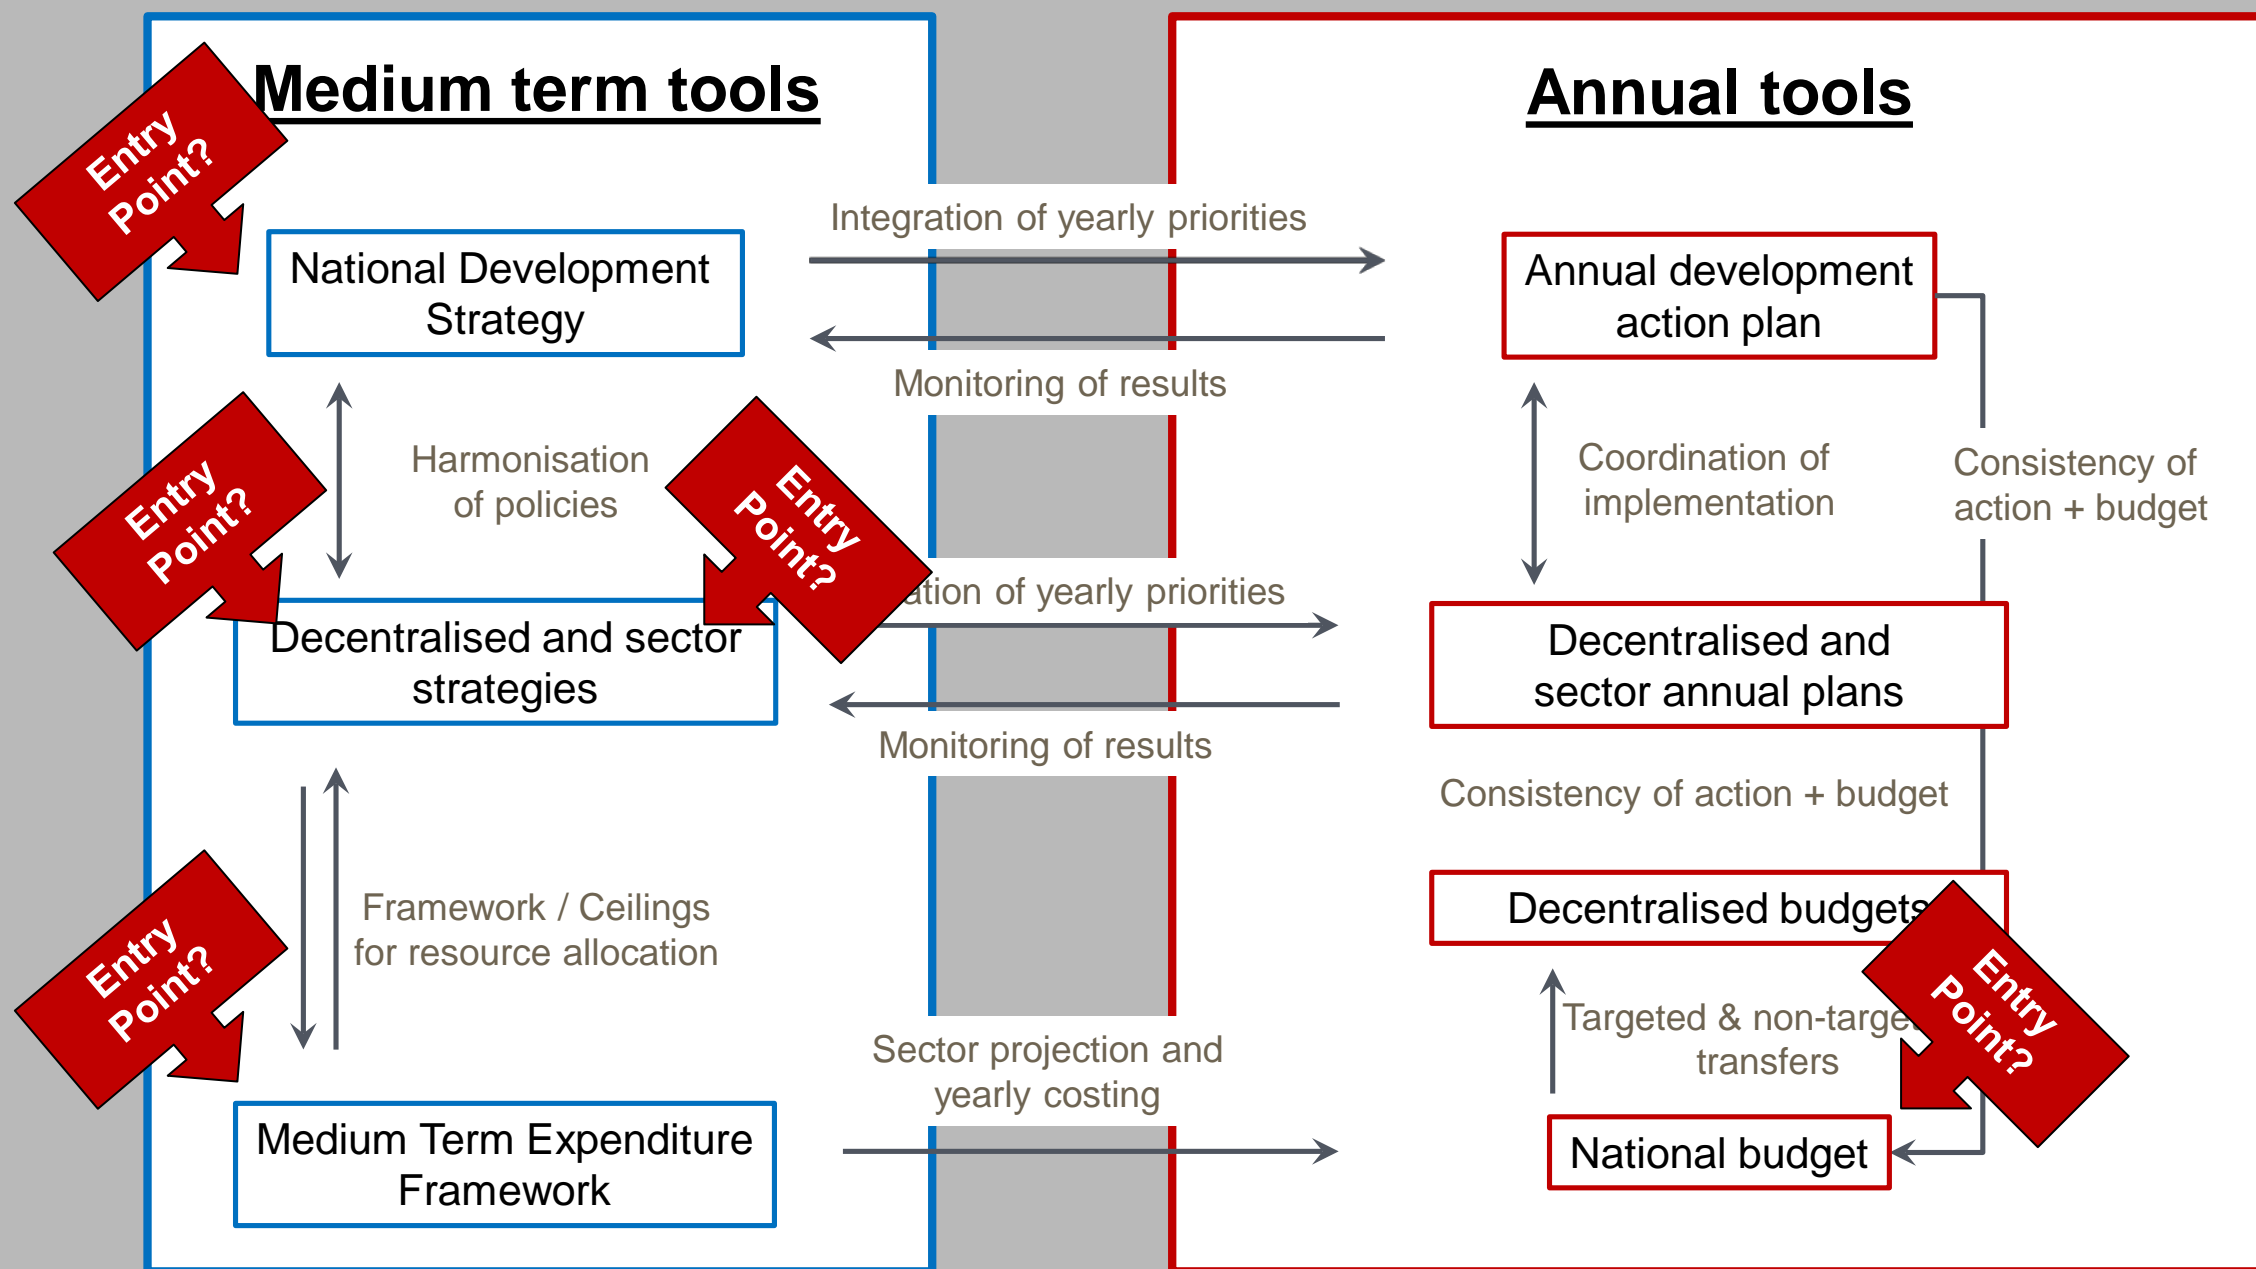 Medium term tools
Annual tools
Entry
Point?
Integration of yearly priorities
National Development
Strategy
Annual development
action plan
Monitoring of results
Harmonisation
of policies
Coordination of
implementation
Consistency of
action + budget
Entry
Point?
Entry
Point?
ation of yearly priorities
Decentralised and sector
strategies
Decentralised and
sector annual plans
Monitoring of results
Consistency of action + budget
Framework / Ceilings
for resource allocation
Decentralised budgets
Entry
Point?
Entry
Point?
Targeted & non-targe
transfers
Sector projection and
yearly costing
Medium Term Expenditure
Framework
National budget